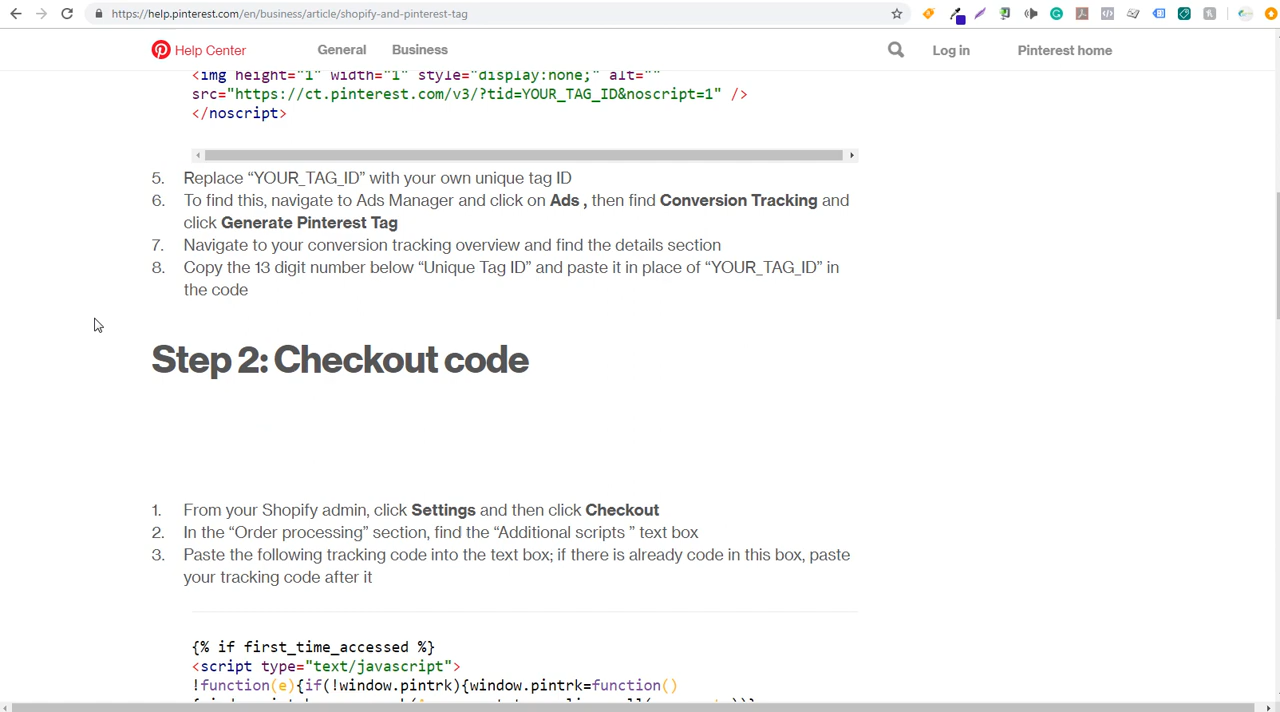 https://help.pinterest.com/en/business/article/shopify-and-pinterest-tag
Help Center General Business Log in Pinterest home
<img height="1" width="1" style="display:none;" alt=""
src="https://ct.pinterest.com/v3/?tid=YOUR_TAG_ID&noscript=1" />
</noscript>
5. Replace “YOUR_TAG_ID” with your own unique tag ID
6. To find this, navigate to Ads Manager and click on Ads , then find Conversion Tracking and
click Generate Pinterest Tag
7. Navigate to your conversion tracking overview and find the details section
8. Copy the 13 digit number below “Unique Tag ID” and paste it in place of “YOUR_TAG_ID” in
the code
Step 2: Checkout code
1. From your Shopify admin, click Settings and then click Checkout
2. In the “Order processing” section, find the “Additional scripts ” text box
3. Paste the following tracking code into the text box; if there is already code in this box, paste
your tracking code after it
{% if first_time_accessed %}
<script type="text/javascript">
!function(e){if(!window.pintrk){window.pintrk=function()